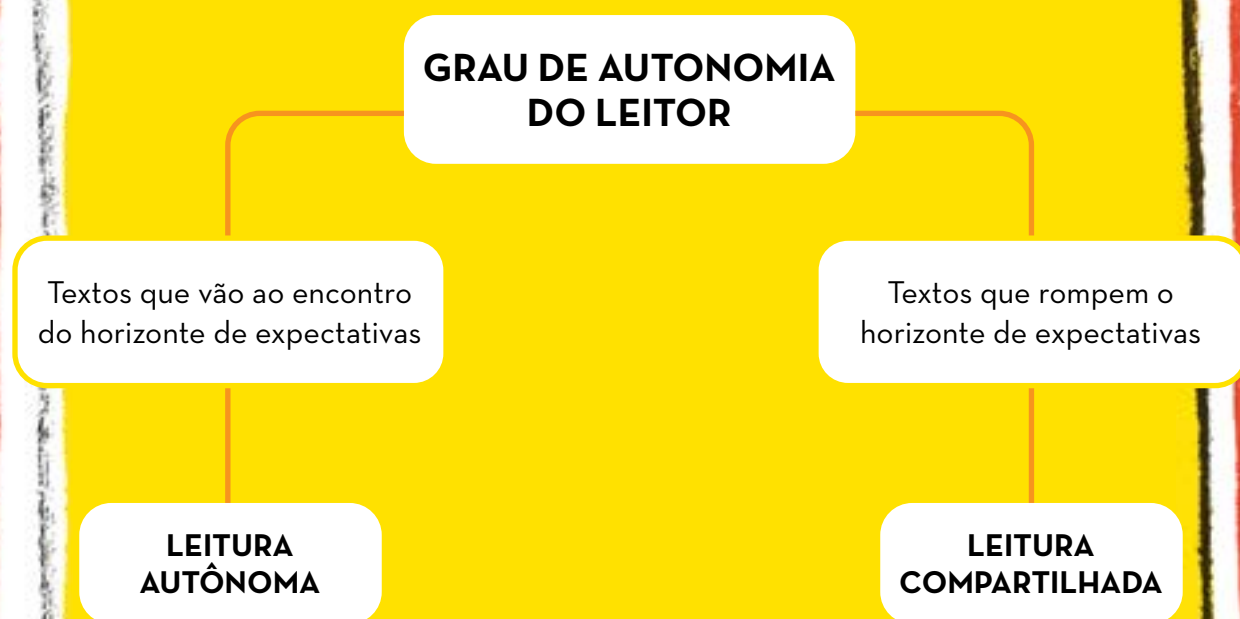 GRAU DE AUTONOMIA
DO LEITOR
Textos que vão ao encontro
do horizonte de expectativas
Textos que rompem o
horizonte de expectativas
LEITURA
AUTÔNOMA
LEITURA
COMPARTILHADA